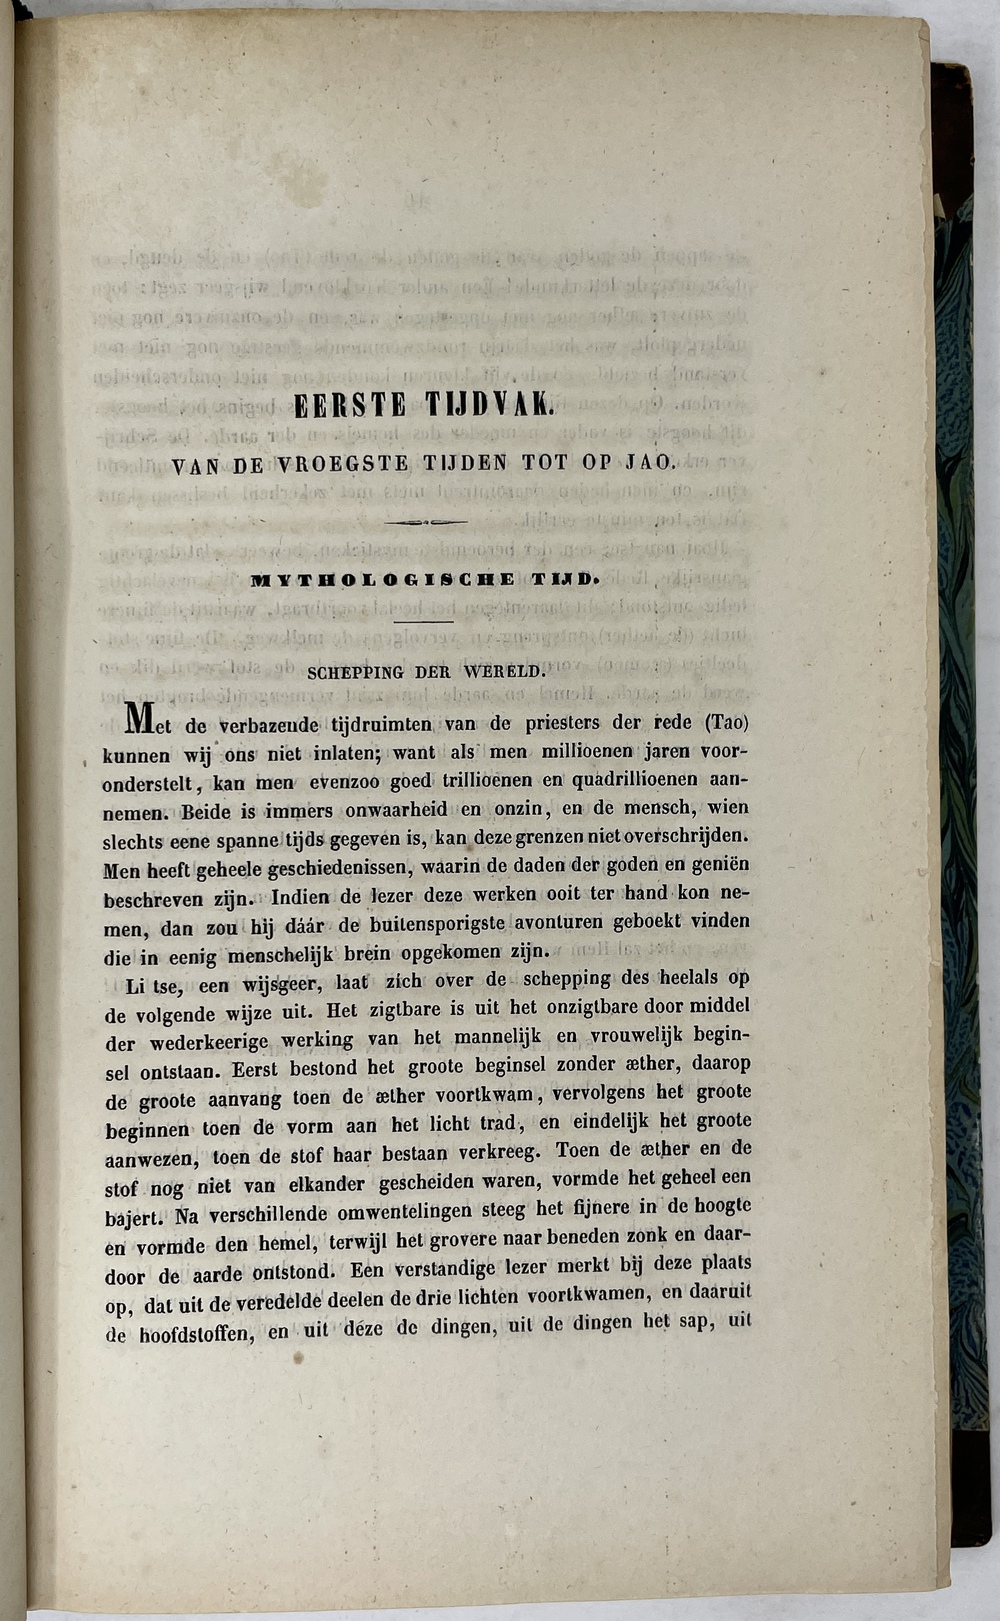 EERSTE TIJDVAK.
VAN DE VROEGSTE TIJDEN TOT OP JAO.
MYTHOLOGISCHE TIJD.
SCHEPPING DER WERELD.
Met de verbazende tijdruimten van de priesters der rede (Tao)
kunnen wij ons niet inlaten; want als men millioenen jaren voor-
onderstelt, kan men evenzoo goed trillioenen en quadrillioenen aan-
nemen. Beide is immers onwaarheid en onzin, en de mensch, wien
slechts eene spanne tijds gegeven is, kan deze grenzen niet overschrijden.
Men heeft geheele geschiedenissen, waarin de daden der goden en geniën
beschreven zijn. Indien de lezer deze werken ooit ter hand kon ne-
men, dan zou hij dáár de buitensporigste avonturen geboekt vinden
die in eenig menschelijk brein opgekomen zijn.
Li tse, een wijsgeer, laat zich over de schepping des heelals op
de volgende wijze uit. Het zigtbare is uit het onzigtbare door middel
der wederkeerige werking van het mannelijk en vrouwelijk begin-
sel ontstaan. Eerst bestond het groote beginsel zonder æther, daarop
de groote aanvang toen de æther voortkwam, vervolgens het groote
beginnen toen de vorm aan het licht trad, en eindelijk het groote
aanwezen, toen de stof haar bestaan verkreeg. Toen de æther en de
stof nog niet van elkander gescheiden waren, vormde het geheel een
bajert. Na verschillende omwentelingen steeg het fijnere in de hoogte
en vormde den hemel, terwijl het grovere naar beneden zonk en daar-
door de aarde ontstond. Een verstandige lezer merkt bij deze plaats
op, dat uit de veredelde deelen de drie lichten voortkwamen, en daaruit
de hoofdstoffen, en uit déze de dingen, uit de dingen het sap, uit